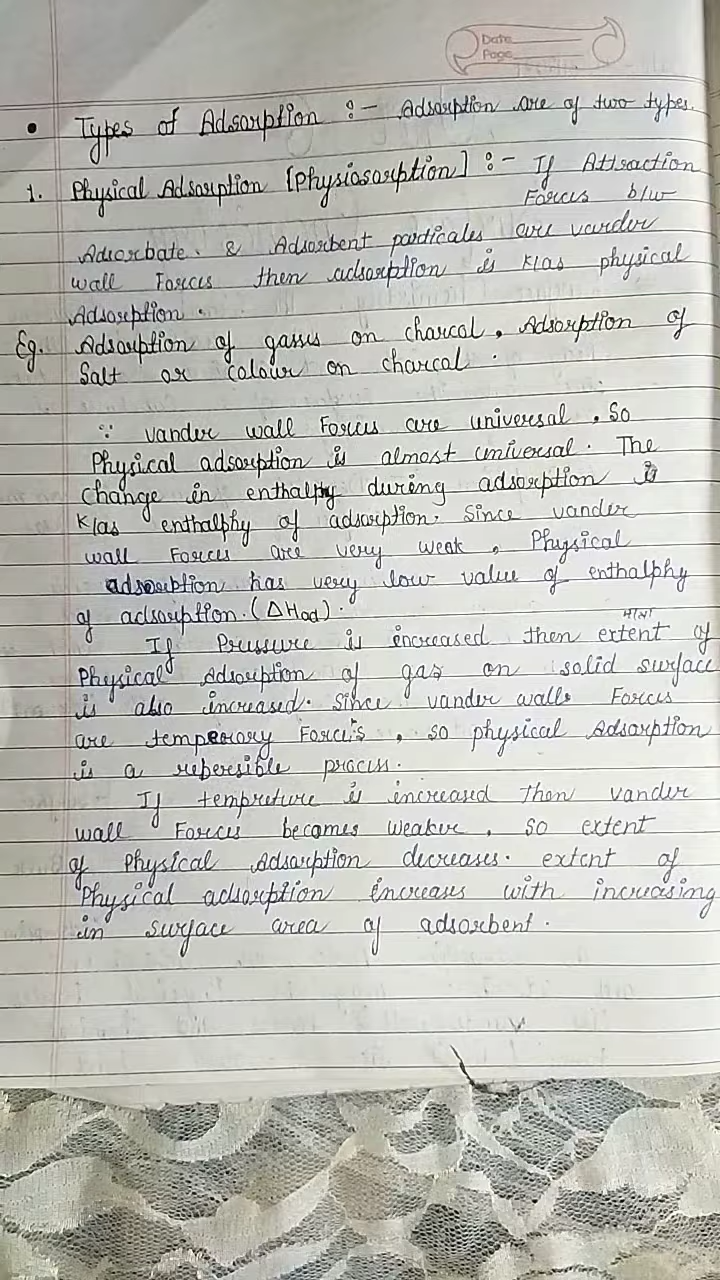 Date
Page
• Types of Adsorption :- Adsorption are of two types.
1. Physical Adsorption [Physiosorption] :- If Attraction
Forces b/w
Adsorbate. & Adsorbent particales are vander
wall Forces then adsorption is Klas physical
Adsorption.
Eg. Adsorption of gasses on charcal, Adsorption of
Salt or colour on charcal.
∵ vander wall Forces are universal, So
Physical adsorption is almost universal. The
change in enthalpy during adsorption is
Klas enthalphy of adsorption. Since vander
wall Forces are very weak, Physical
adsorption has very low value of enthalphy
of adsorption. (ΔHad).
मात्रा
If Pressure is increased then extent of
Physical Adsorption of gas on solid surface
is also increased. Since vander walls Forces
are temperory Forces, so physical Adsorption
is a rebersible process.
If tempreture is increased then vander
wall Forces becomes weaker, so extent
of Physical Adsorption decreases. extent of
Physical adsorption increases with increasing
in surface area of adsorbent.